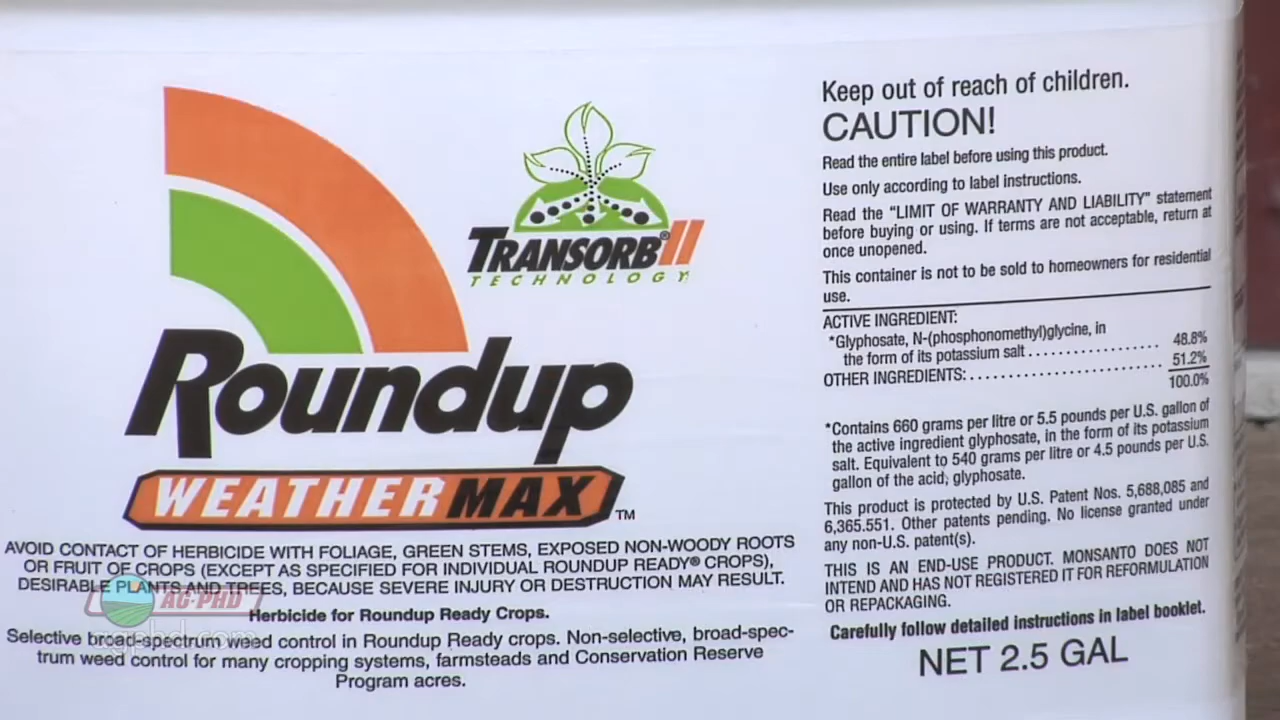 TRANSORB® II
TECHNOLOGY
Roundup
WEATHERMAX™
AVOID CONTACT OF HERBICIDE WITH FOLIAGE, GREEN STEMS, EXPOSED NON-WOODY ROOTS
OR FRUIT OF CROPS (EXCEPT AS SPECIFIED FOR INDIVIDUAL ROUNDUP READY® CROPS),
DESIRABLE PLANTS AND TREES, BECAUSE SEVERE INJURY OR DESTRUCTION MAY RESULT.
Herbicide for Roundup Ready Crops.
Selective broad-spectrum weed control in Roundup Ready crops. Non-selective, broad-spec-
trum weed control for many cropping systems, farmsteads and Conservation Reserve
Program acres.
AG-PHD
agphd.com
Keep out of reach of children.
CAUTION!
Read the entire label before using this product.
Use only according to label instructions.
Read the "LIMIT OF WARRANTY AND LIABILITY" statement
before buying or using. If terms are not acceptable, return at
once unopened.
This container is not to be sold to homeowners for residential
use.
ACTIVE INGREDIENT:
*Glyphosate, N-(phosphonomethyl)glycine, in
the form of its potassium salt . . . . . . . . . . . . . . . . . . 48.8%
OTHER INGREDIENTS: . . . . . . . . . . . . . . . . . . . . . . . . . . 51.2%
100.0%
*Contains 660 grams per litre or 5.5 pounds per U.S. gallon of
the active ingredient glyphosate, in the form of its potassium
salt. Equivalent to 540 grams per litre or 4.5 pounds per U.S.
gallon of the acid, glyphosate.
This product is protected by U.S. Patent Nos. 5,688,085 and
6,365.551. Other patents pending. No license granted under
any non-U.S. patent(s).
THIS IS AN END-USE PRODUCT. MONSANTO DOES NOT
INTEND AND HAS NOT REGISTERED IT FOR REFORMULATION
OR REPACKAGING.
Carefully follow detailed instructions in label booklet.
NET 2.5 GAL